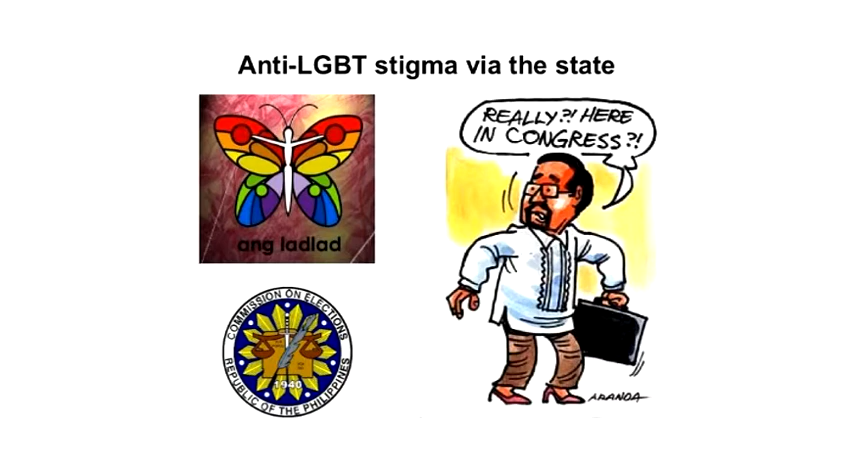 Anti-LGBT stigma via the state
ang ladlad
REALLY?! HERE
IN CONGRESS?!
COMMISSION ON ELECTIONS
1940
REPUBLIC OF THE PHILIPPINES
ARANDA